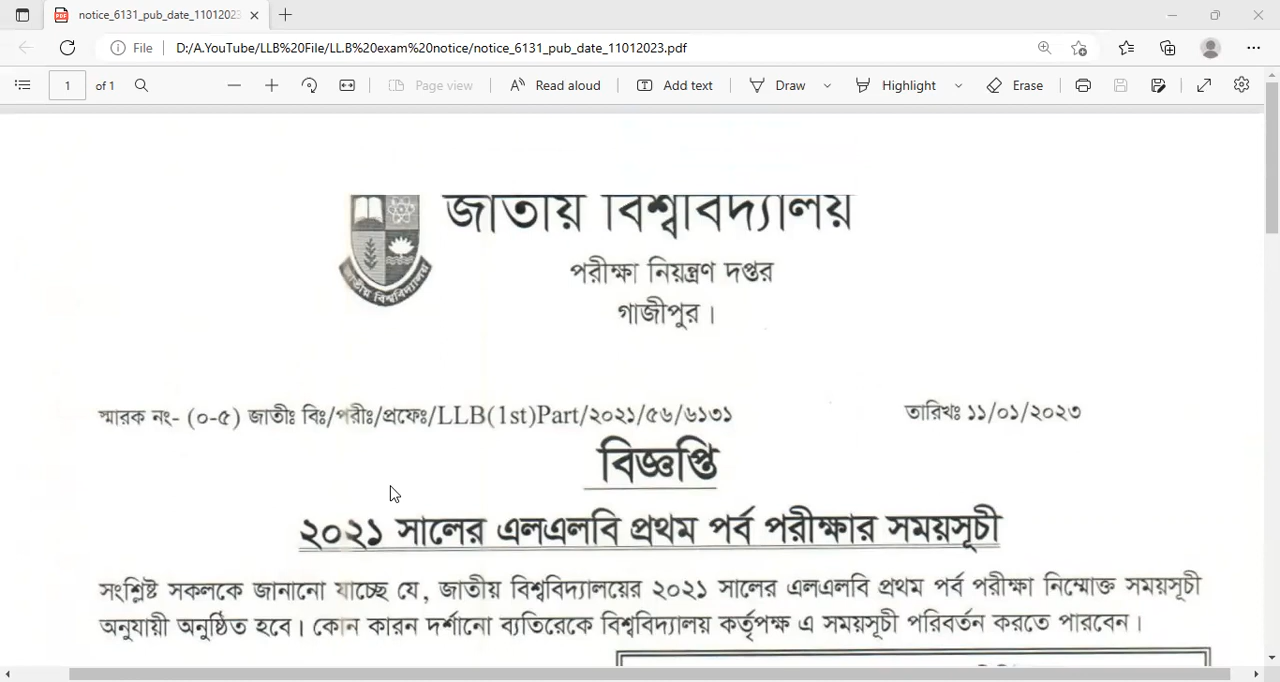 notice_6131_pub_date_11012023
File
D:/A.YouTube/LLB%20File/LL.B%20exam%20notice/notice_6131_pub_date_11012023.pdf
1 of 1 Page view Read aloud Add text Draw Highlight Erase
জাতীয় বিশ্ববিদ্যালয়
পরীক্ষা নিয়ন্ত্রণ দপ্তর
গাজীপুর।
জাতীয় বিশ্ববিদ্যালয়
স্মারক নং- (০-৫) জাতীঃ বিঃ/পরীঃ/প্রফেঃ/LLB(1st)Part/২০২১/৫৬/৬১৩১ তারিখঃ ১১/০১/২০২৩
বিজ্ঞপ্তি
২০২১ সালের এলএলবি প্রথম পর্ব পরীক্ষার সময়সূচী
সংশ্লিষ্ট সকলকে জানানো যাচ্ছে যে, জাতীয় বিশ্ববিদ্যালয়ের ২০২১ সালের এলএলবি প্রথম পর্ব পরীক্ষা নিম্মোক্ত সময়সূচী
অনুযায়ী অনুষ্ঠিত হবে। কোন কারন দর্শানো ব্যতিরেকে বিশ্ববিদ্যালয় কর্তৃপক্ষ এ সময়সূচী পরিবর্তন করতে পারবেন।